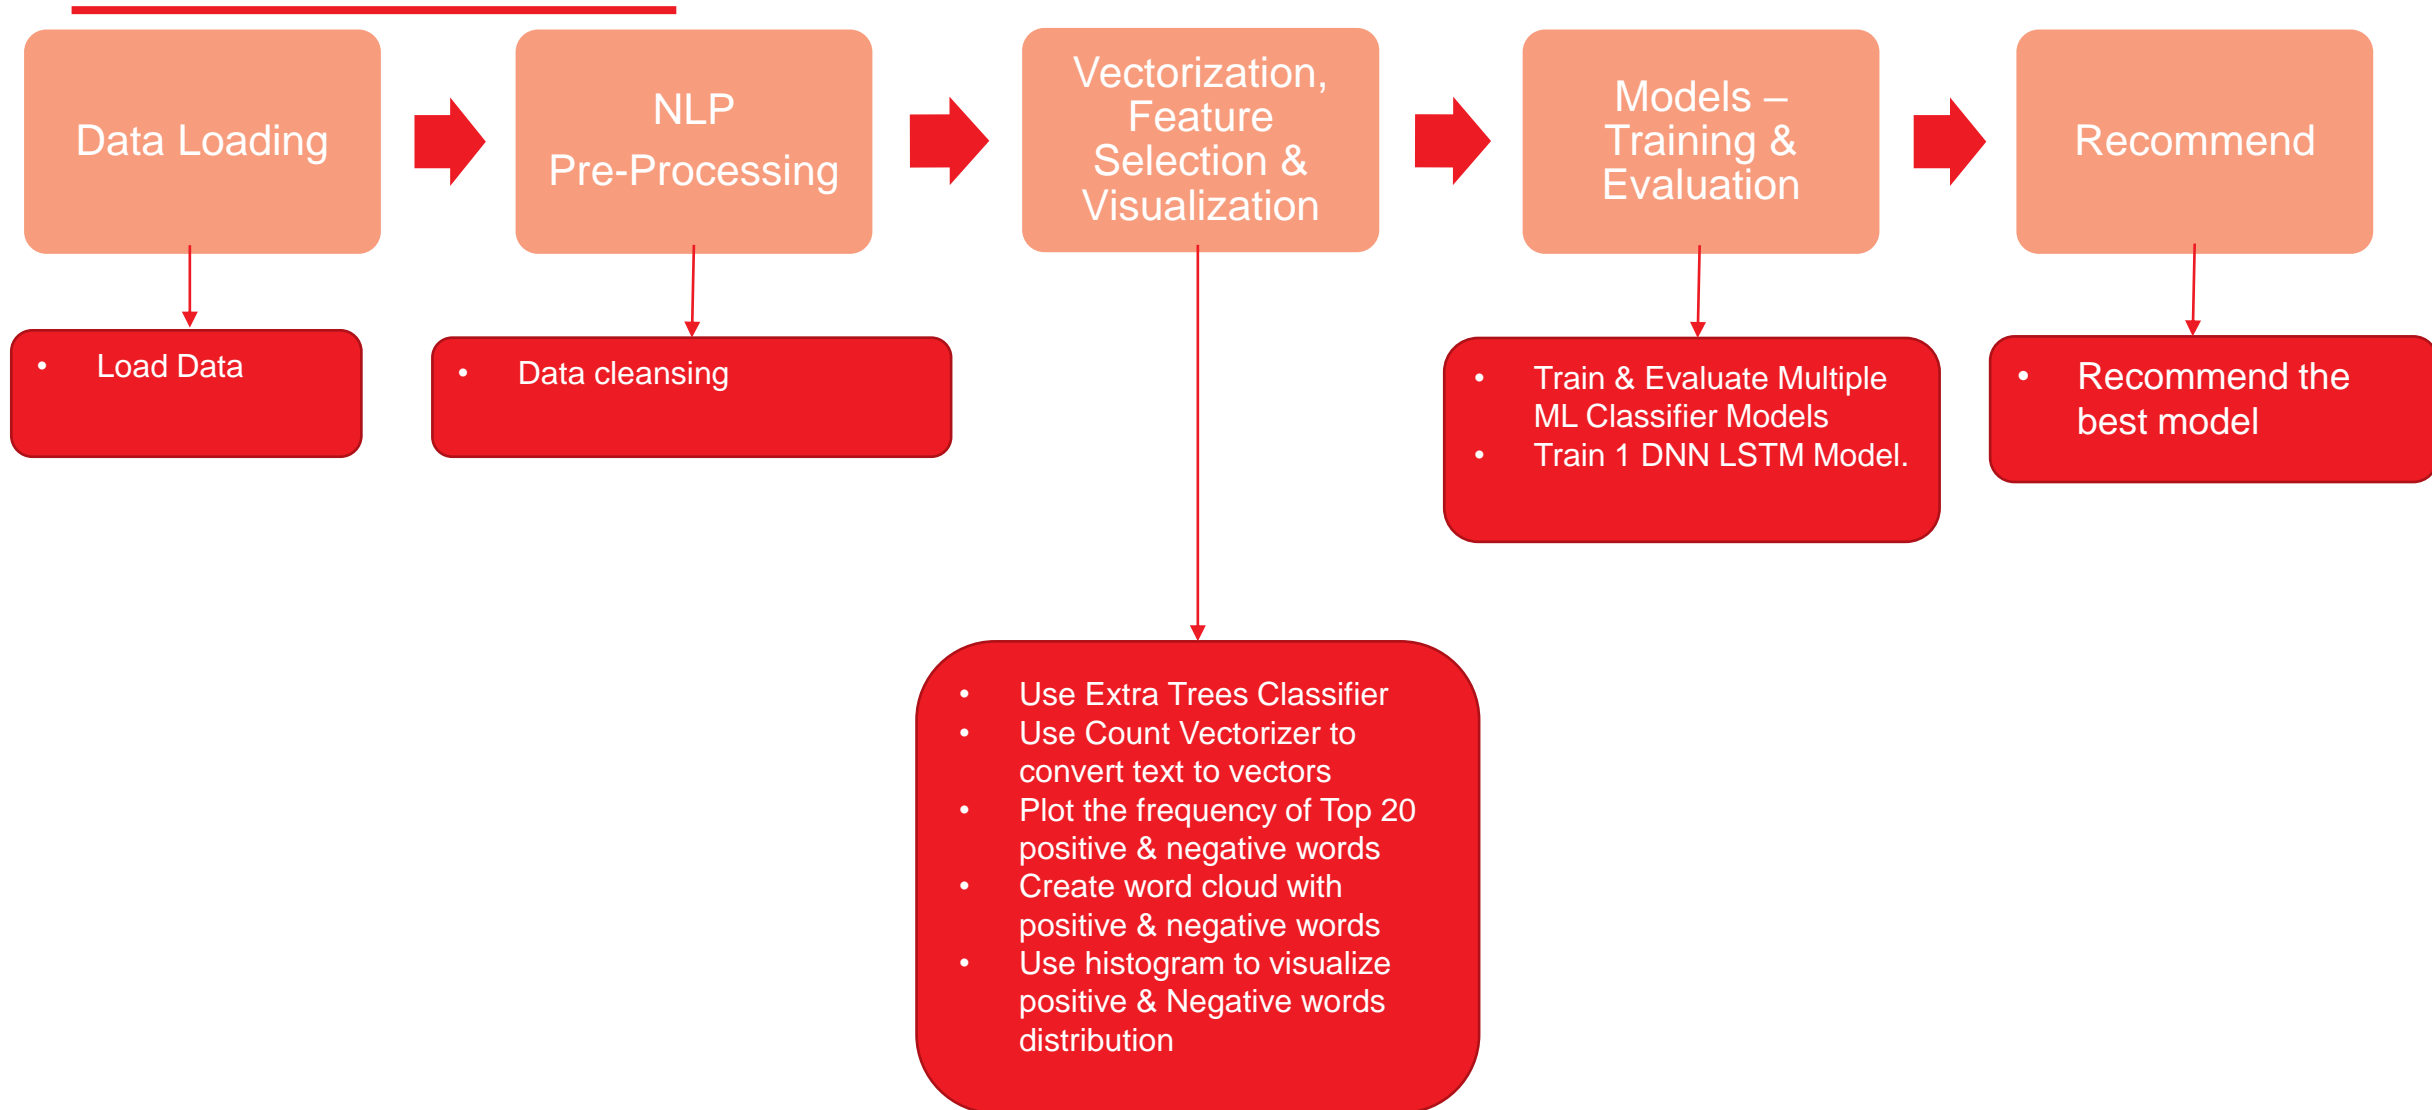 Data Loading
NLP
Pre-Processing
Vectorization,
Feature
Selection &
Visualization
Models –
Training &
Evaluation
Recommend
• Load Data
• Data cleansing
• Train & Evaluate Multiple
ML Classifier Models
• Train 1 DNN LSTM Model.
• Recommend the
best model
• Use Extra Trees Classifier
• Use Count Vectorizer to
convert text to vectors
• Plot the frequency of Top 20
positive & negative words
• Create word cloud with
positive & negative words
• Use histogram to visualize
positive & Negative words
distribution